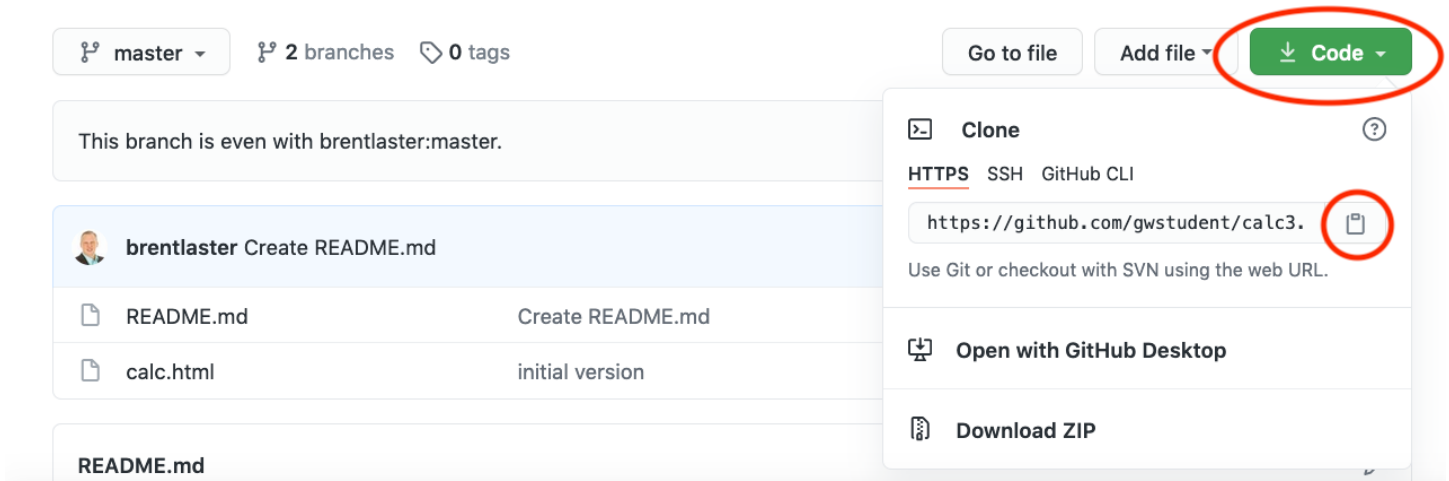 master 2 branches 0 tags Go to file Add file Code
This branch is even with brentlaster:master.
brentlaster Create README.md
README.md Create README.md
calc.html initial version
README.md
Clone
HTTPS SSH GitHub CLI
https://github.com/gwstudent/calc3.
Use Git or checkout with SVN using the web URL.
Open with GitHub Desktop
Download ZIP